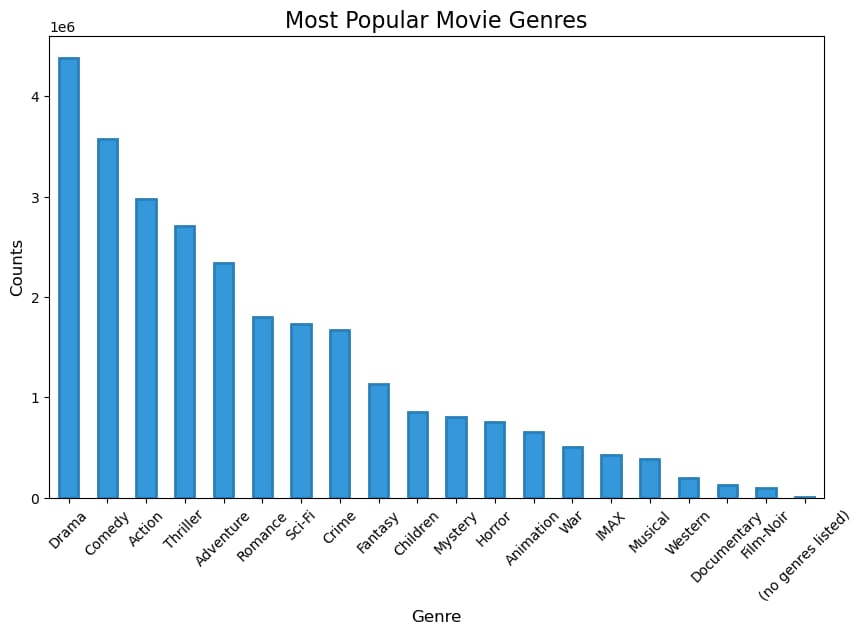 Most Popular Movie Genres
1e6
4
3
2
1
0
Counts
Drama
Comedy
Action
Thriller
Adventure
Romance
Sci-Fi
Crime
Fantasy
Children
Mystery
Horror
Animation
War
IMAX
Musical
Western
Documentary
Film-Noir
(no genres listed)
Genre